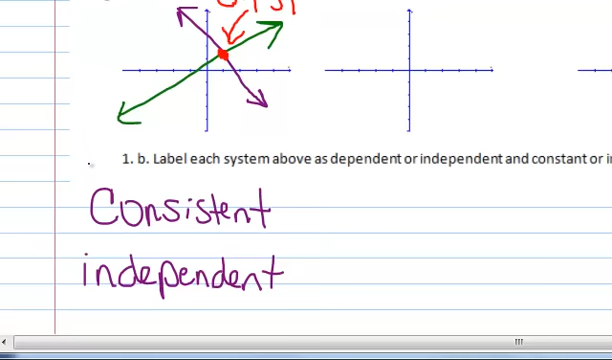 1. b. Label each system above as dependent or independent and constant or
Consistent
independent